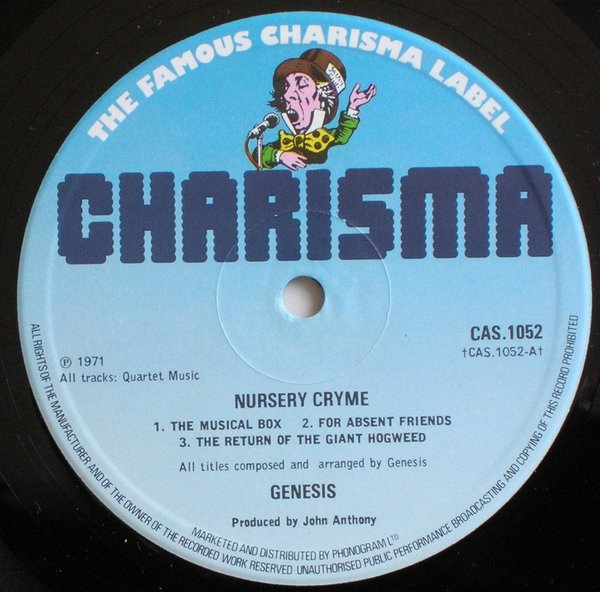 THE FAMOUS CHARISMA LABEL
CHARISMA
CAS.1052
†CAS.1052-A†
Ⓟ 1971
All tracks: Quartet Music
NURSERY CRYME
1. THE MUSICAL BOX 2. FOR ABSENT FRIENDS
3. THE RETURN OF THE GIANT HOGWEED
All titles composed and arranged by Genesis
GENESIS
Produced by John Anthony
MARKETED AND DISTRIBUTED BY PHONOGRAM LTD
ALL RIGHTS OF THE MANUFACTURER AND OF THE OWNER OF THE RECORDED WORK RESERVED · UNAUTHORISED PUBLIC PERFORMANCE BROADCASTING AND COPYING OF THIS RECORD PROHIBITED